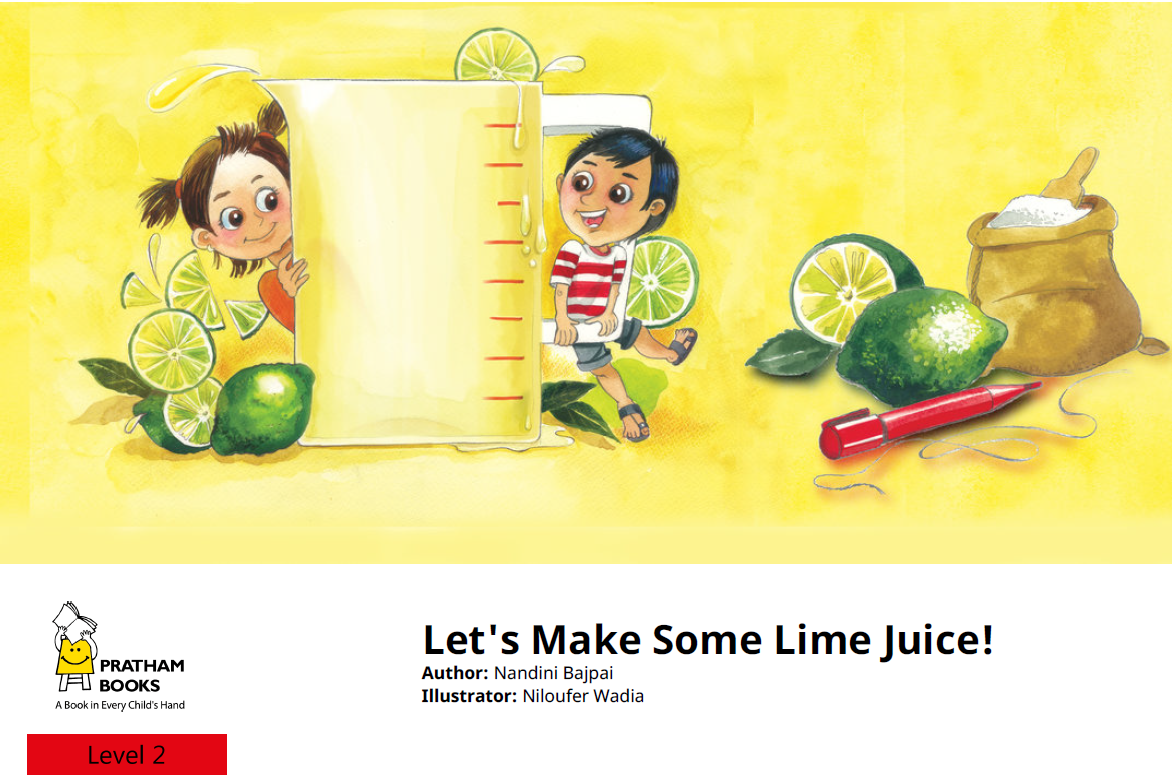 Let's Make Some Lime Juice!
Author: Nandini Bajpai
Illustrator: Niloufer Wadia
PRATHAM
BOOKS
A Book in Every Child's Hand
Level 2